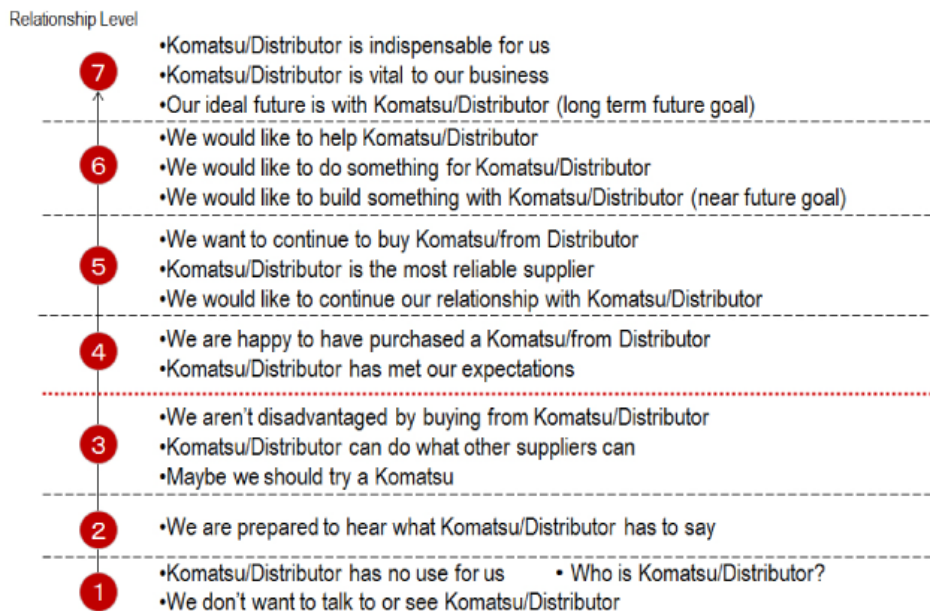 Relationship Level
7
•Komatsu/Distributor is indispensable for us
•Komatsu/Distributor is vital to our business
•Our ideal future is with Komatsu/Distributor (long term future goal)
6
•We would like to help Komatsu/Distributor
•We would like to do something for Komatsu/Distributor
•We would like to build something with Komatsu/Distributor (near future goal)
5
•We want to continue to buy Komatsu/from Distributor
•Komatsu/Distributor is the most reliable supplier
•We would like to continue our relationship with Komatsu/Distributor
4
•We are happy to have purchased a Komatsu/from Distributor
•Komatsu/Distributor has met our expectations
3
•We aren't disadvantaged by buying from Komatsu/Distributor
•Komatsu/Distributor can do what other suppliers can
•Maybe we should try a Komatsu
2
•We are prepared to hear what Komatsu/Distributor has to say
1
•Komatsu/Distributor has no use for us • Who is Komatsu/Distributor?
•We don't want to talk to or see Komatsu/Distributor